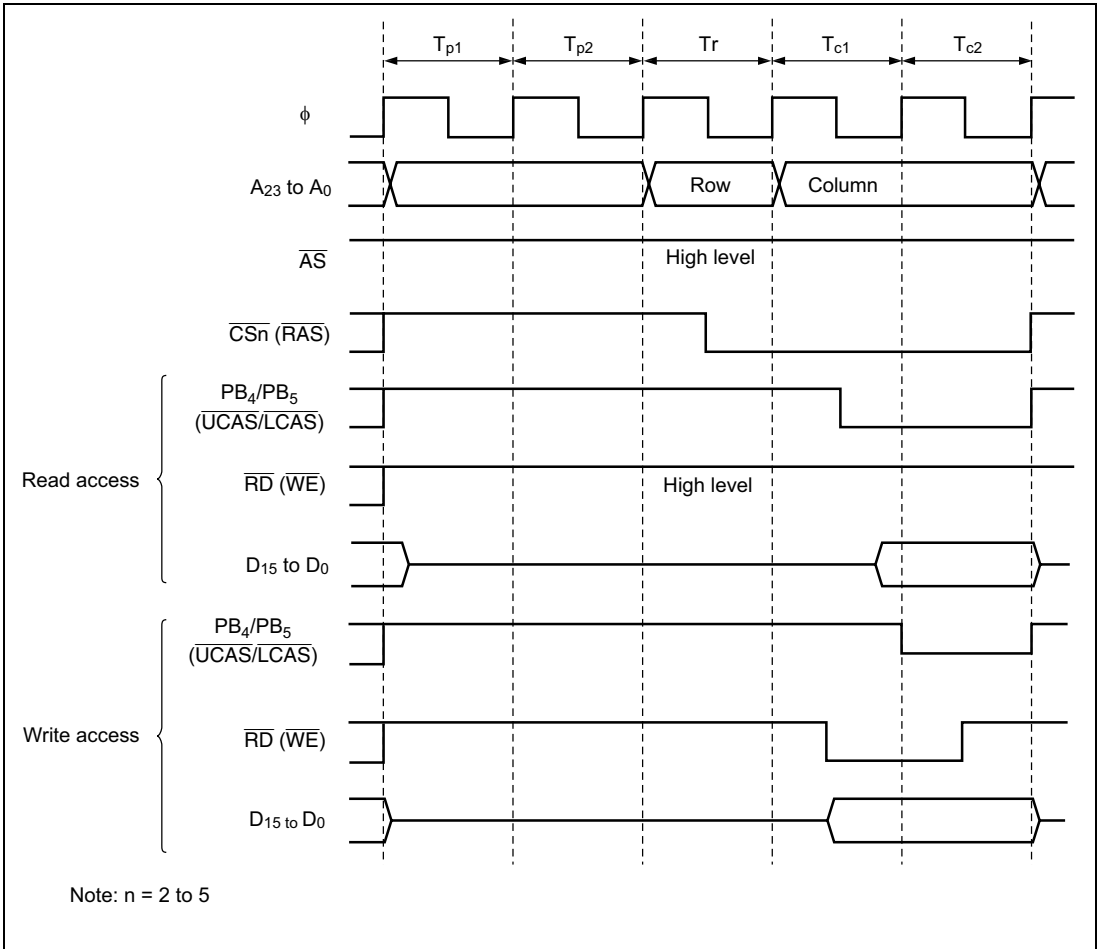 Tp1 Tp2 Tr Tc1 Tc2
ϕ
A23 to A0 Row Column
AS High level
CSn (RAS)
PB4/PB5
(UCAS/LCAS)
Read access
RD (WE) High level
D15 to D0
PB4/PB5
(UCAS/LCAS)
Write access
RD (WE)
D15 to D0
Note: n = 2 to 5